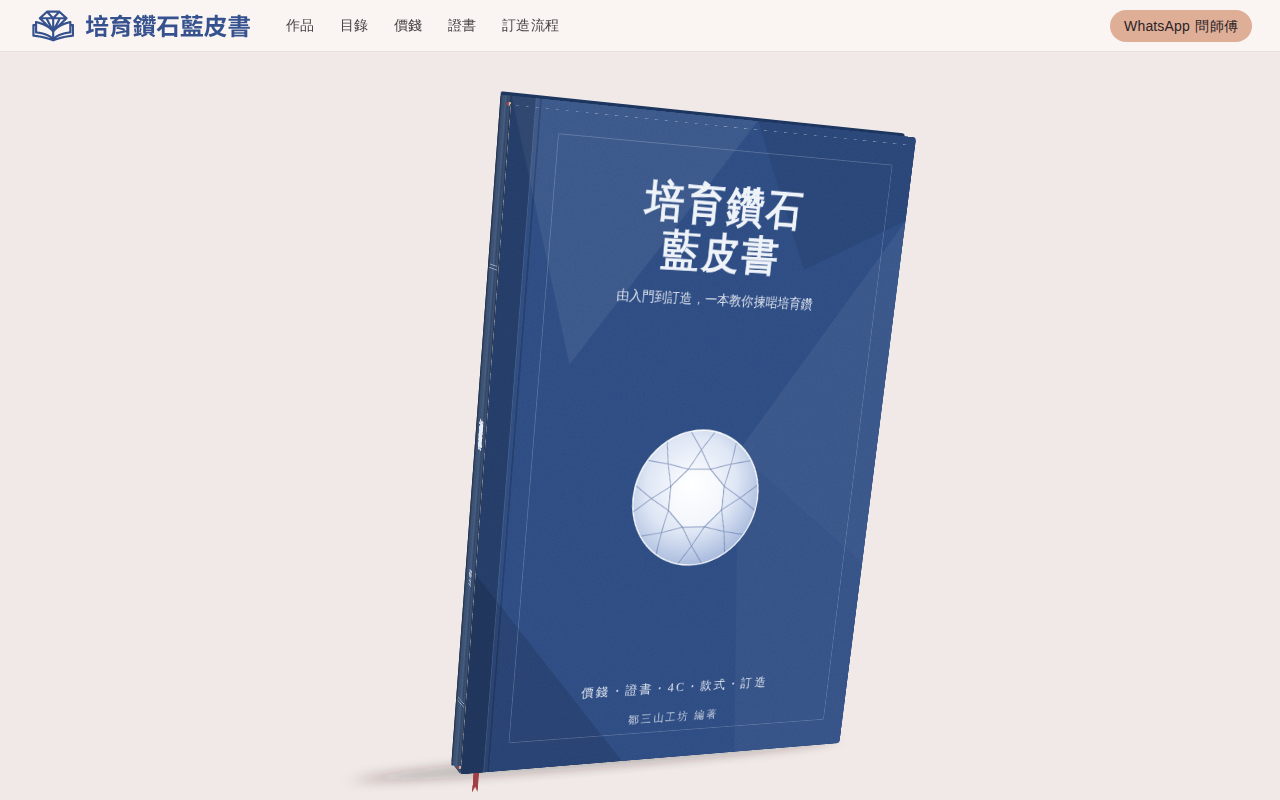 培育鑽石藍皮書
作品 目錄 價錢 證書 訂造流程
WhatsApp 問師傅
培育鑽石
藍皮書
由入門到訂造，一本教你揀啱培育鑽
價錢・證書・4C・款式・訂造
鄒三山工坊 編著